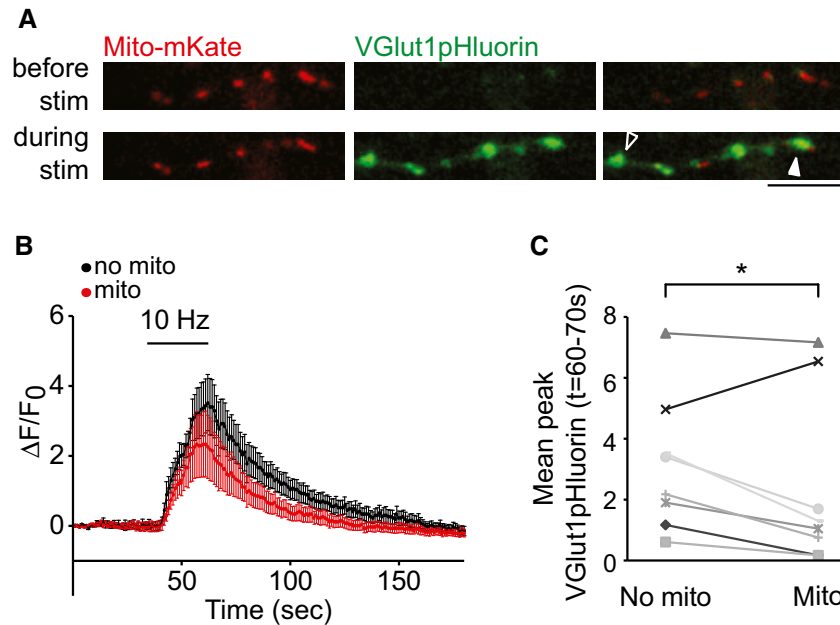 A
Mito-mKate
VGlut1pHluorin
before
stim
during
stim
B
no mito
mito
10 Hz
6
4
2
0
ΔF/F0
50
100
150
Time (sec)
C
*
8
6
4
2
0
Mean peak
VGlut1pHluorin (t=60-70s)
No mito
Mito